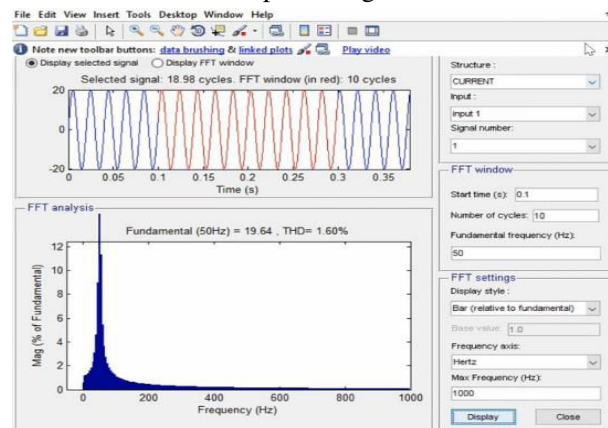 File Edit View Insert Tools Desktop Window Help
Note new toolbar buttons: data brushing & linked plots Play video
Display selected signal Display FFT window
Selected signal: 18.98 cycles. FFT window (in red): 10 cycles
20
0
-20
0 0.05 0.1 0.15 0.2 0.25 0.3 0.35
Time (s)
FFT analysis
Fundamental (50Hz) = 19.64 , THD= 1.60%
Mag (% of Fundamental)
12
10
8
6
4
2
0
0 200 400 600 800 1000
Frequency (Hz)
Structure :
CURRENT
Input :
input 1
Signal number:
1
FFT window
Start time (s): 0.1
Number of cycles: 10
Fundamental frequency (Hz):
50
FFT settings
Display style :
Bar (relative to fundamental)
Base value: 1.0
Frequency axis:
Hertz
Max Frequency (Hz):
1000
Display Close